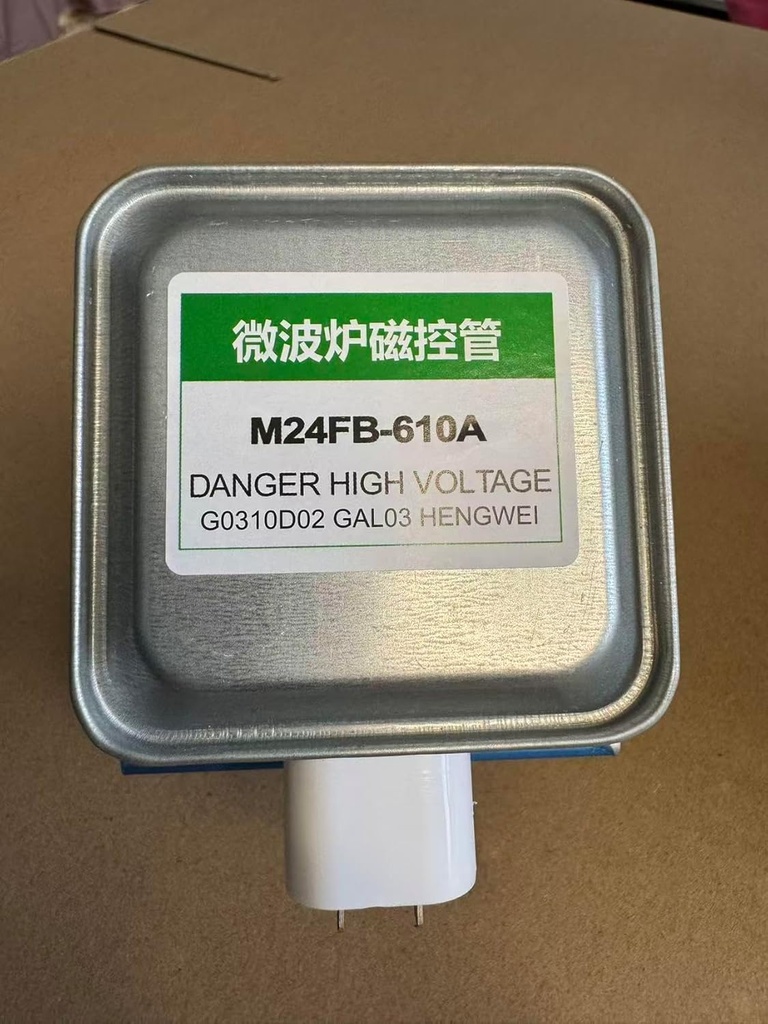 微波炉磁控管
M24FB-610A
DANGER HIGH VOLTAGE
G0310D02 GAL03 HENGWEI